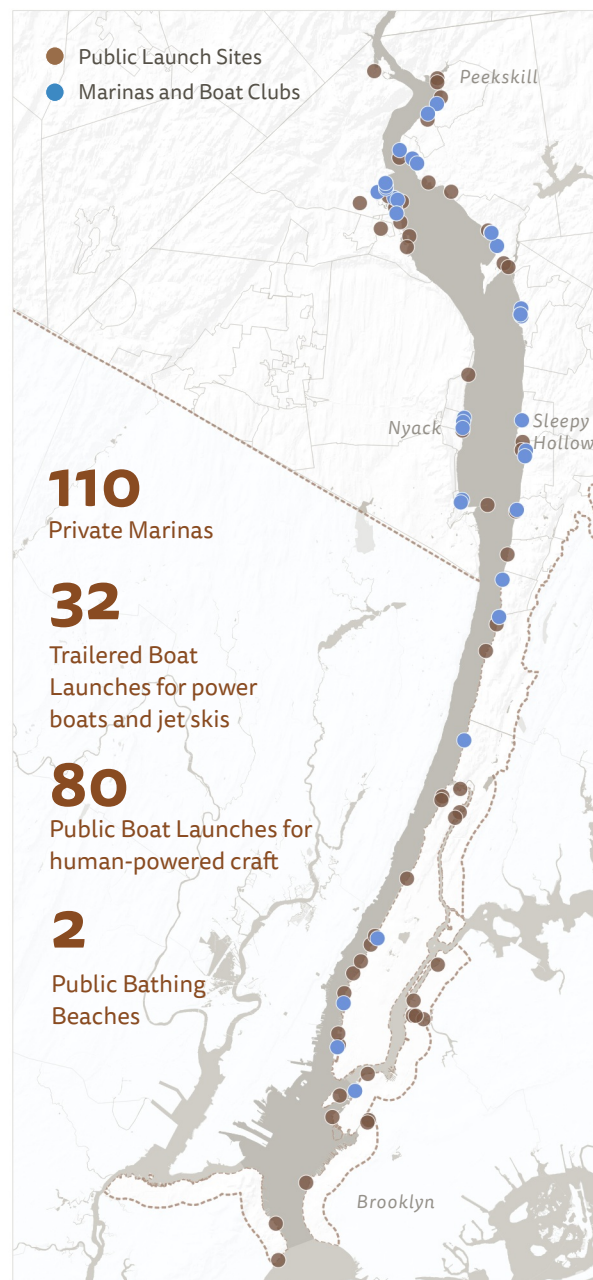 Public Launch Sites
Marinas and Boat Clubs
Peekskill
Nyack
Sleepy
Hollow
110
Private Marinas
32
Trailered Boat
Launches for power
boats and jet skis
80
Public Boat Launches for
human-powered craft
2
Public Bathing
Beaches
Brooklyn